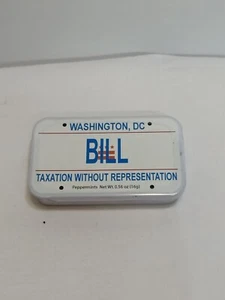 WASHINGTON, DC
BILL
TAXATION WITHOUT REPRESENTATION
Peppermints Net Wt. 0.56 oz (16g)